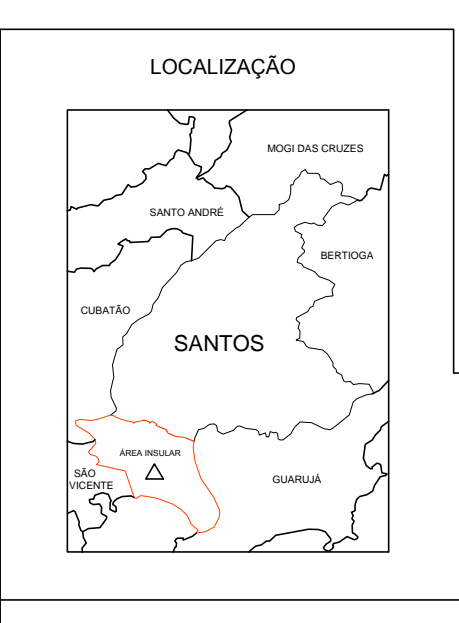 LOCALIZAÇÃO
MOGI DAS CRUZES
SANTO ANDRÉ
BERTIOGA
CUBATÃO
SANTOS
ÁREA INSULAR
SÃO
VICENTE
GUARUJÁ